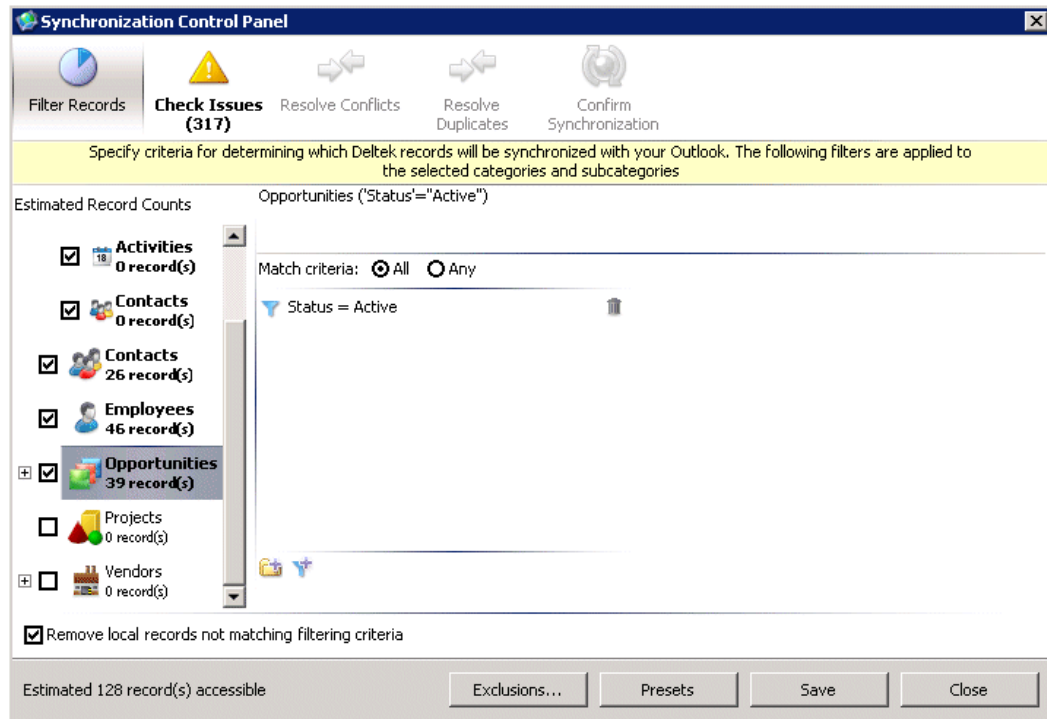 Synchronization Control Panel
Filter Records
Check Issues
(317)
Resolve Conflicts
Resolve
Duplicates
Confirm
Synchronization
Specify criteria for determining which Deltek records will be synchronized with your Outlook. The following filters are applied to
the selected categories and subcategories
Estimated Record Counts
Opportunities ('Status'="Active")
Activities
0 record(s)
Match criteria:
All
Any
Contacts
0 record(s)
Status = Active
Contacts
26 record(s)
Employees
46 record(s)
Opportunities
39 record(s)
Projects
0 record(s)
Vendors
0 record(s)
Remove local records not matching filtering criteria
Estimated 128 record(s) accessible
Exclusions...
Presets
Save
Close